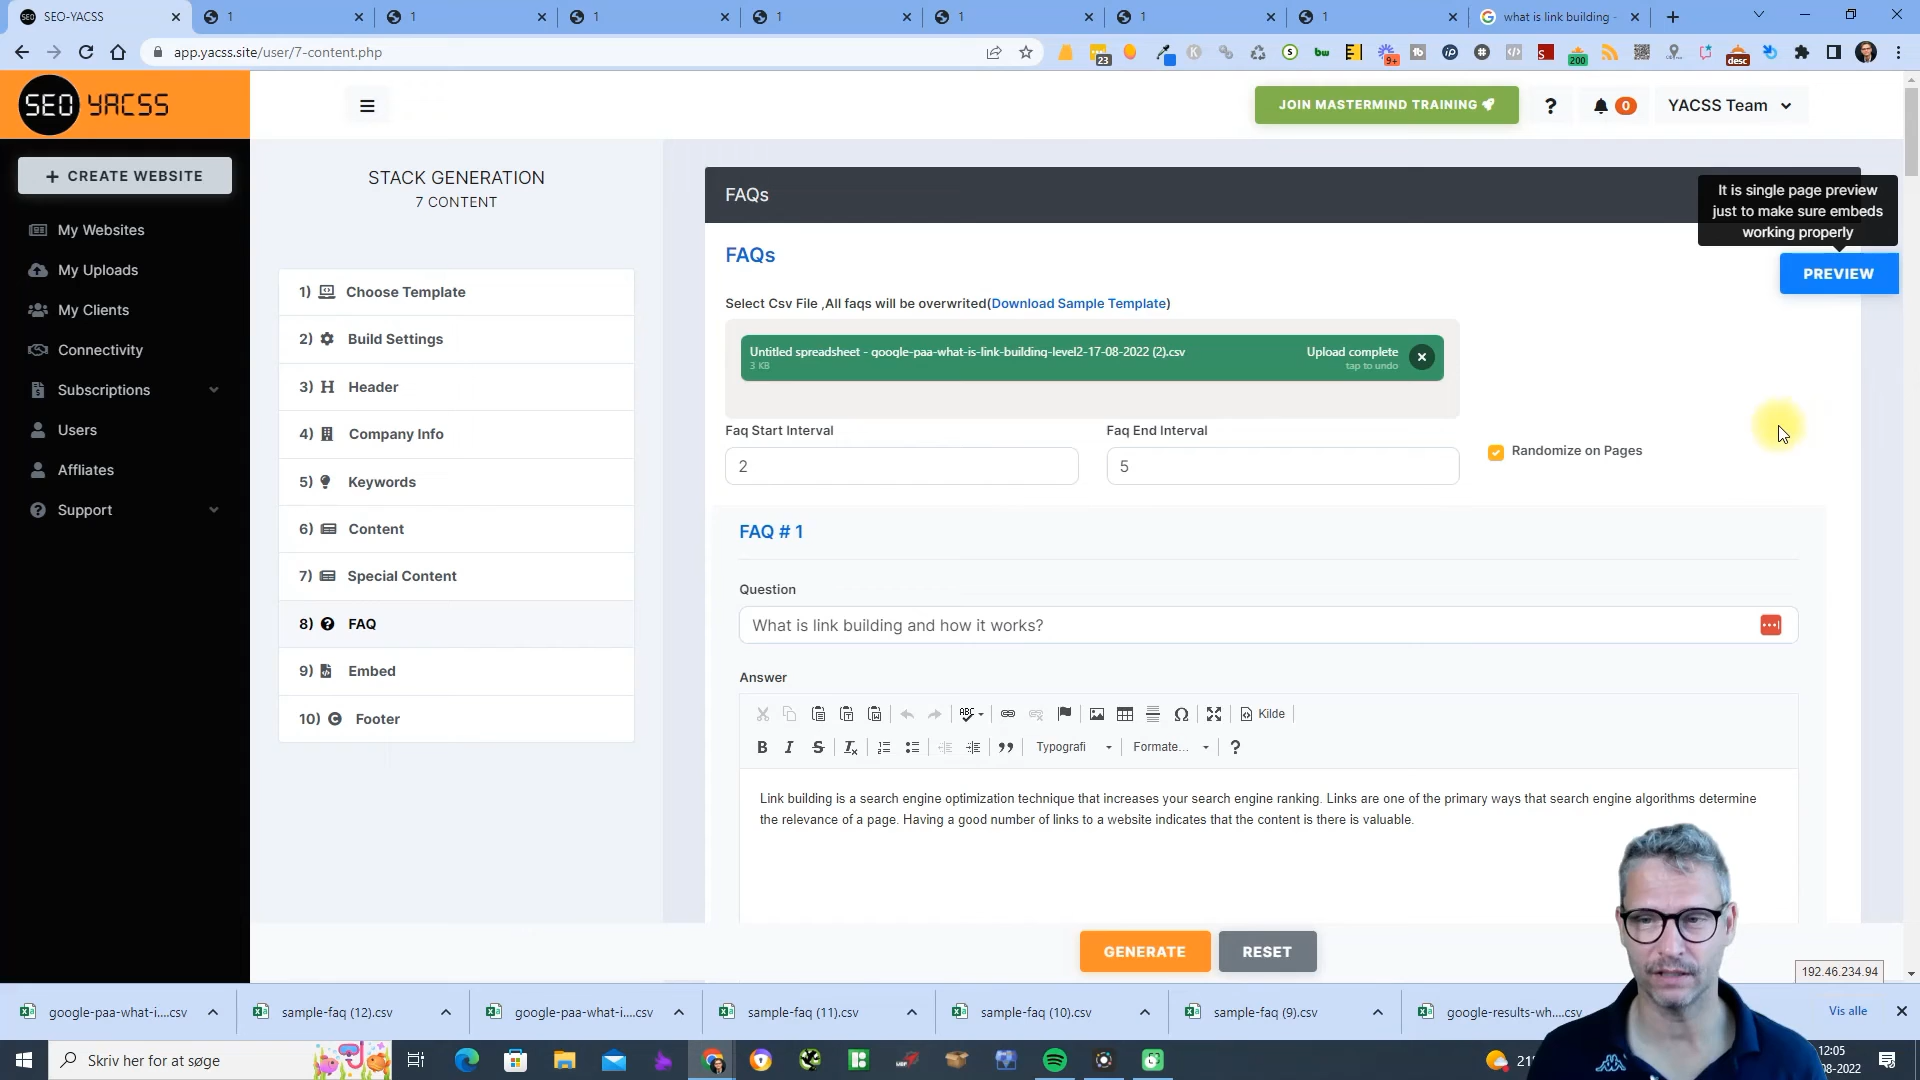 SEO-YACSS
1
1
1
1
1
1
1
what is link building -
app.yacss.site/user/7-content.php
23
9+
200
desc
SEO YACSS
JOIN MASTERMIND TRAINING
?
0
YACSS Team
CREATE WEBSITE
My Websites
My Uploads
My Clients
Connectivity
Subscriptions
Users
Affliates
Support
STACK GENERATION
7 CONTENT
1) Choose Template
2) Build Settings
3) Header
4) Company Info
5) Keywords
6) Content
7) Special Content
8) FAQ
9) Embed
10) Footer
FAQs
It is single page preview
just to make sure embeds
working properly
PREVIEW
FAQs
Select Csv File ,All faqs will be overwrited(Download Sample Template)
Untitled spreadsheet - google-paa-what-is-link-building-level2-17-08-2022 (2).csv
3 KB
Upload complete
tap to undo
Faq Start Interval
Faq End Interval
2
5
Randomize on Pages
FAQ # 1
Question
What is link building and how it works?
Answer
Kilde
Typografi
Formate...
Link building is a search engine optimization technique that increases your search engine ranking. Links are one of the primary ways that search engine algorithms determine
the relevance of a page. Having a good number of links to a website indicates that the content is there is valuable.
GENERATE
RESET
192.46.234.94
google-paa-what-i....csv
sample-faq (12).csv
google-paa-what-i....csv
sample-faq (11).csv
sample-faq (10).csv
sample-faq (9).csv
google-results-wh....csv
Vis alle
Skriv her for at søge
12:05
08-2022